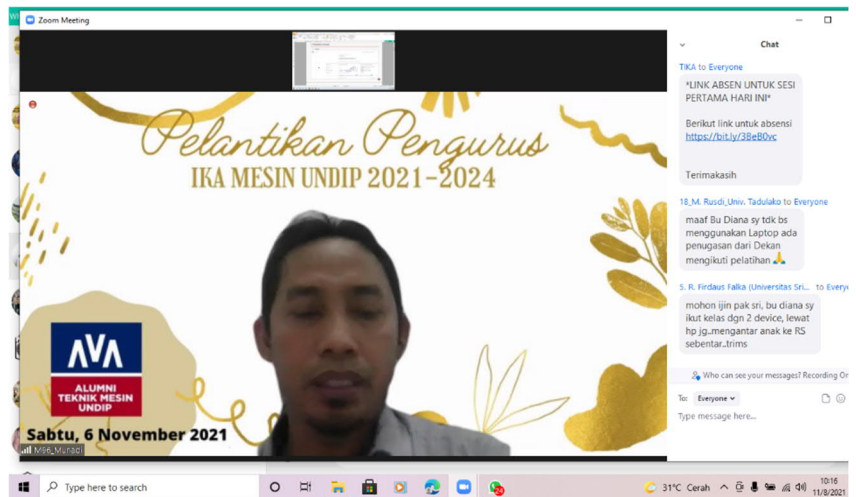 Zoom Meeting
Pelantikan Pengurus
IKA MESIN UNDIP 2021-2024
AVA
ALUMNI
TEKNIK MESIN
UNDIP
Sabtu, 6 November 2021
M96_Munadi
Chat
TIKA to Everyone
*LINK ABSEN UNTUK SESI
PERTAMA HARI INI*
Berikut link untuk absensi
https://bit.ly/3BeB0vc
Terimakasih
18_M. Rusdi_Univ. Tadulako to Everyone
maaf Bu Diana sy tdk bs
menggunakan Laptop ada
penugasan dari Dekan
mengikuti pelatihan 🙏
5. R. Firdaus Falka (Universitas Sri... to Every
mohon ijin pak sri, bu diana sy
ikut kelas dgn 2 device, lewat
hp jg..mengantar anak ke RS
sebentar..trims
Who can see your messages? Recording On
To: Everyone
Type message here...
Type here to search
31°C Cerah
10:16
11/8/2021